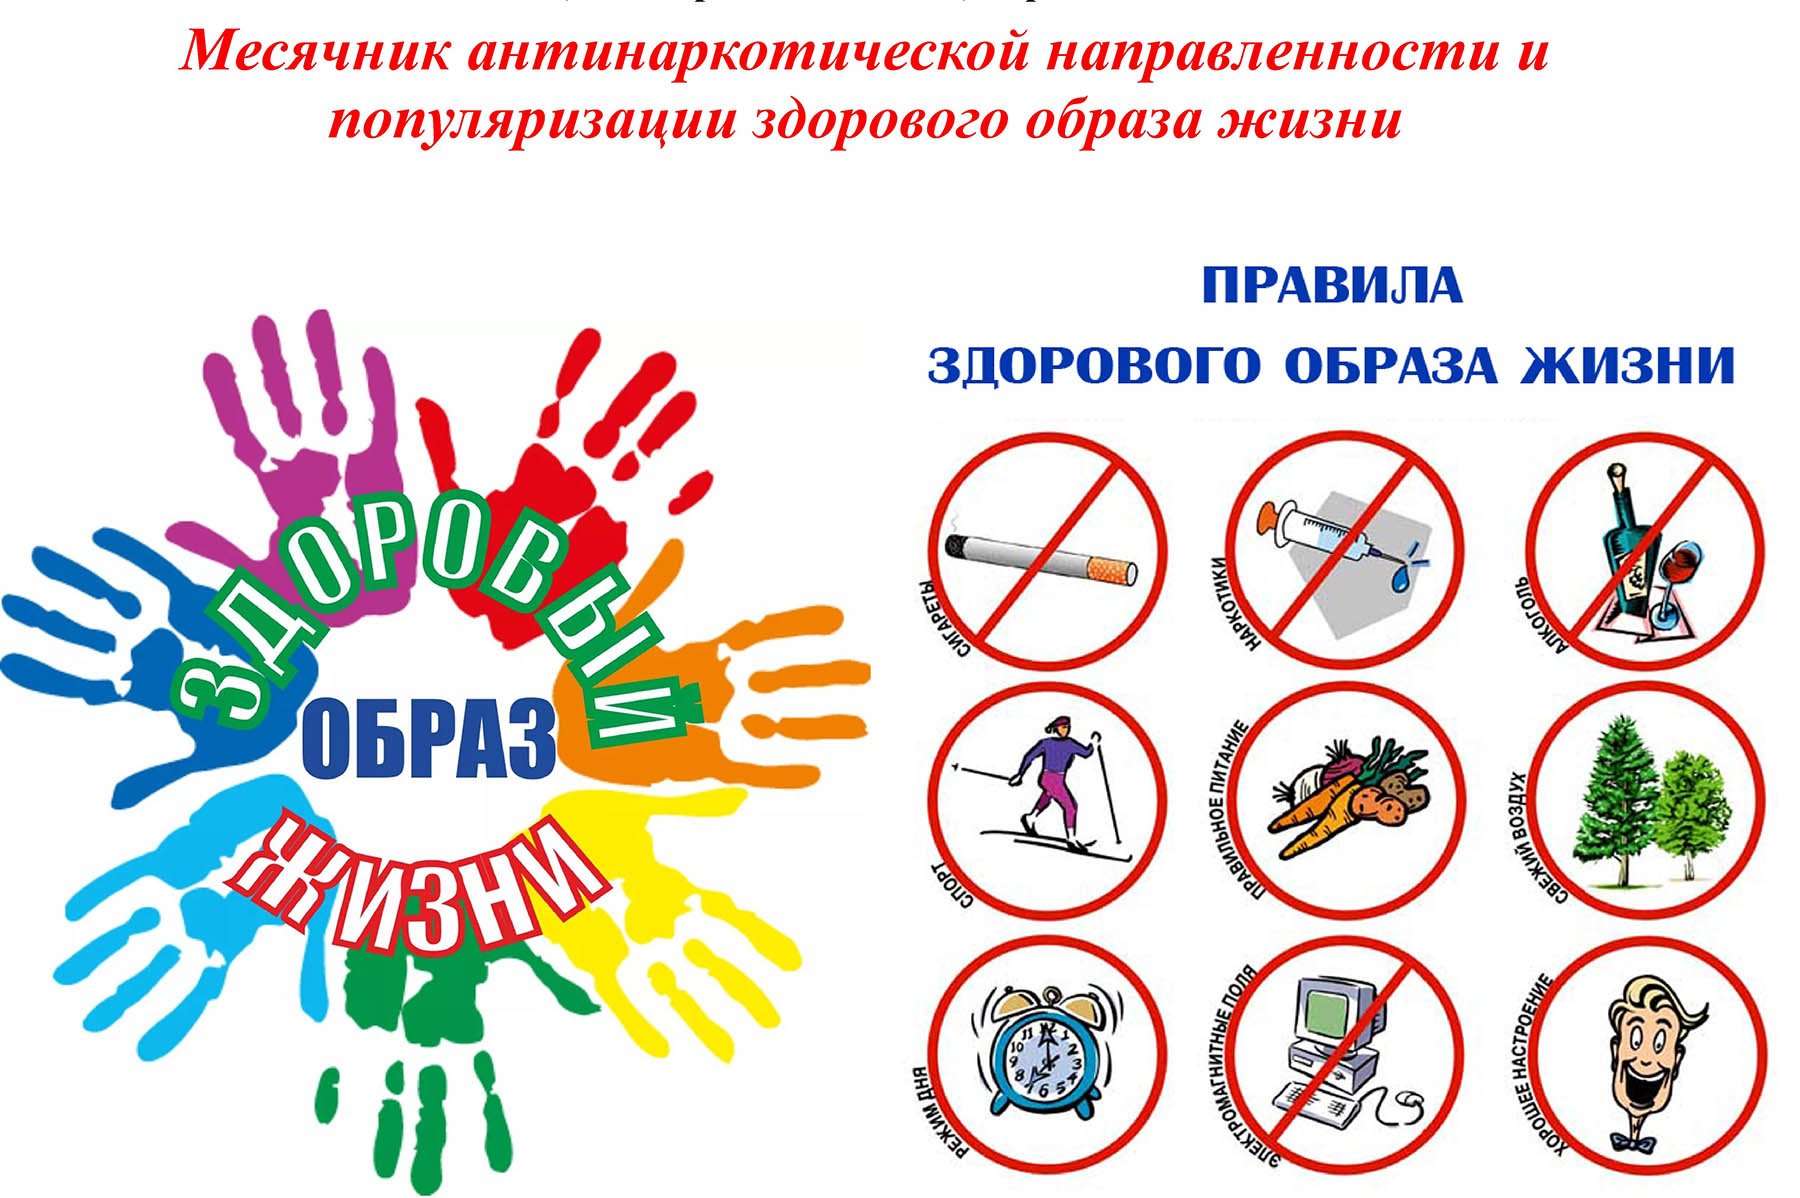 Месячник антинаркотической направленности и
популяризации здорового образа жизни
ЗДОРОВЫЙ
ОБРАЗ
ЖИЗНИ
ПРАВИЛА
ЗДОРОВОГО ОБРАЗА ЖИЗНИ
СИГАРЕТЫ
НАРКОТИКИ
АЛКОГОЛЬ
СПОРТ
ПРАВИЛЬНОЕ ПИТАНИЕ
СВЕЖИЙ ВОЗДУХ
РЕЖИМ ДНЯ
ЭЛЕКТРОМАГНИТНЫЕ ПОЛЯ
ХОРОШЕЕ НАСТРОЕНИЕ